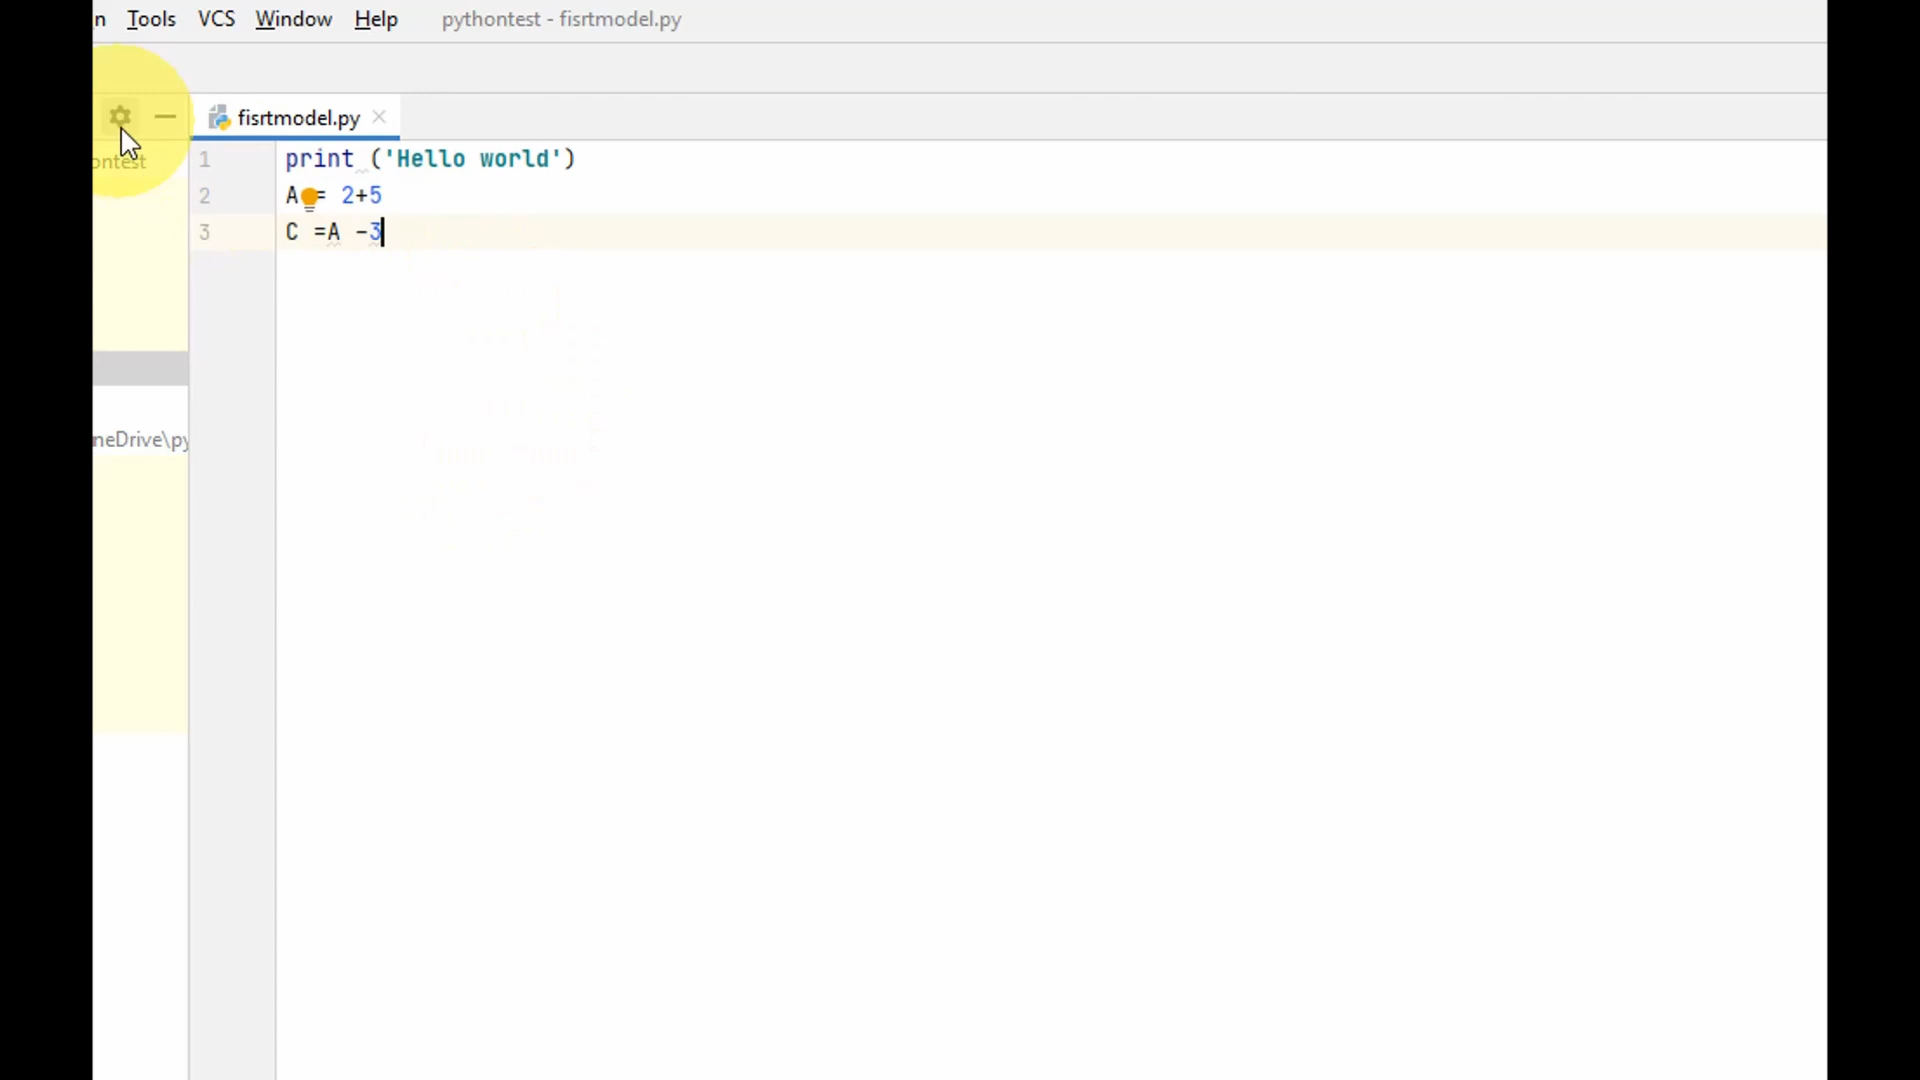 n Tools VCS Window Help pythontest - fisrtmodel.py
fisrtmodel.py
ontest
1 print ('Hello world')
2 A = 2+5
3 C =A -3
neDrive\py